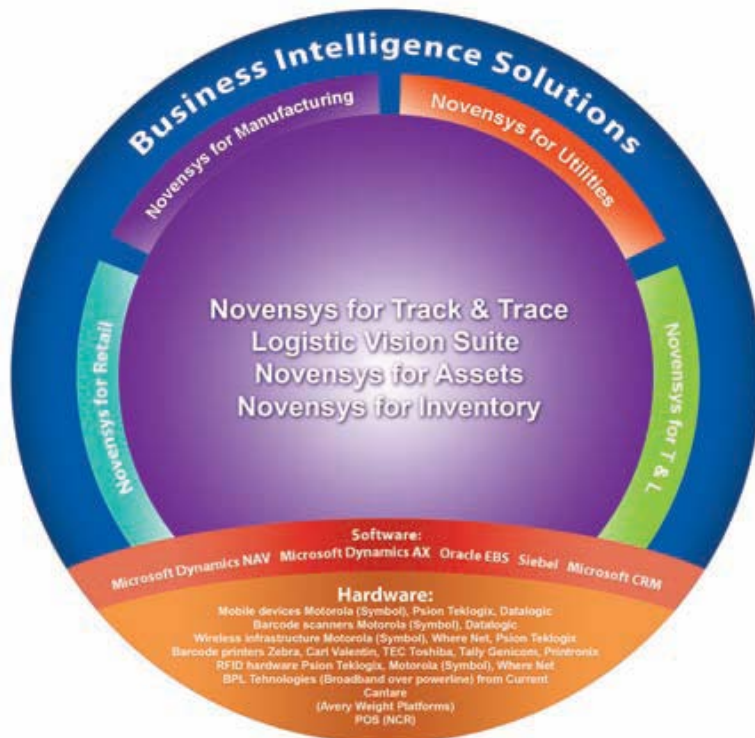 Business Intelligence Solutions
Novensys for Manufacturing
Novensys for Utilities
Novensys for Retail
Novensys for T & L
Novensys for Track & Trace
Logistic Vision Suite
Novensys for Assets
Novensys for Inventory
Software:
Microsoft Dynamics NAV Microsoft Dynamics AX Oracle EBS Siebel Microsoft CRM
Hardware:
Mobile devices Motorola (Symbol), Psion Teklogix, Datalogic
Barcode scanners Motorola (Symbol), Datalogic
Wireless infrastructure Motorola (Symbol), Where Net, Psion Teklogix
Barcode printers Zebra, Carl Valentin, TEC Toshiba, Tally Genicom, Printronix
RFID hardware Psion Teklogix, Motorola (Symbol), Where Net
BPL Tehnologies (Broadband over powerline) from Current
Cantare
(Avery Weight Platforms)
POS (NCR)